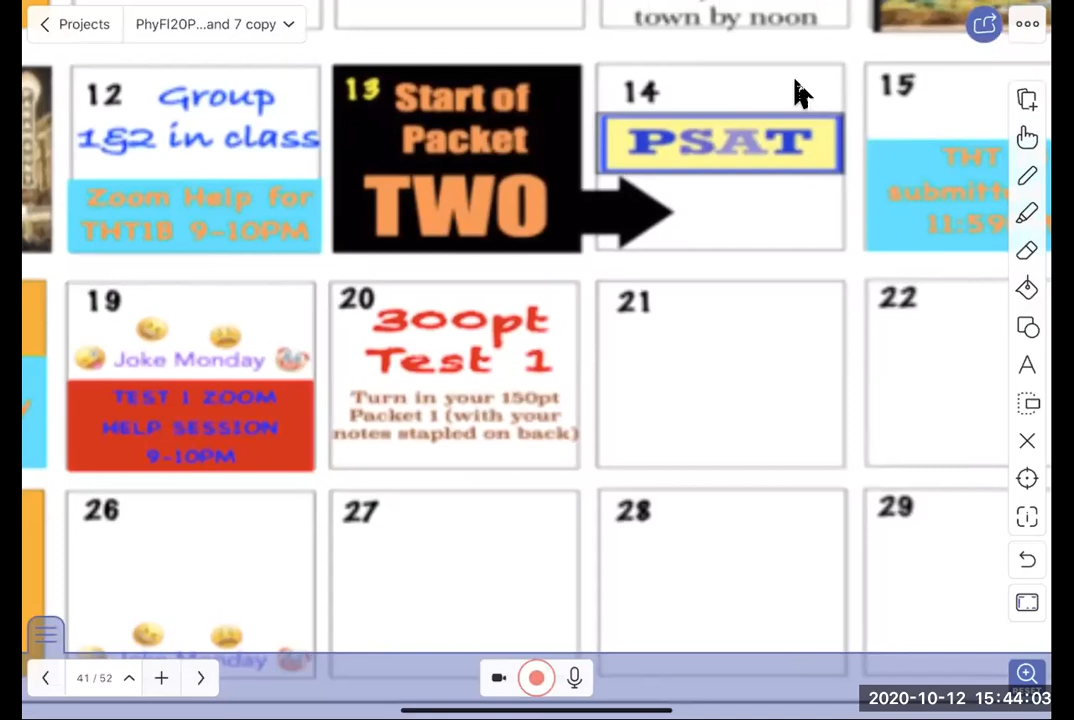 Projects
PhyFl20P...and 7 copy
town by noon
12 Group
1&2 in class
Zoom Help for
THT1B 9-10PM
13 Start of
Packet
TWO
14
PSAT
15
THT
11:59
19
Joke Monday
TEST 1 ZOOM
HELP SESSION
9-10PM
20
300pt
Test 1
Turn in your 150pt
Packet 1 (with your
notes stapled on back)
21
22
26
Joke Monday
27
28
29
41 / 52
2020-10-12 15:44:03